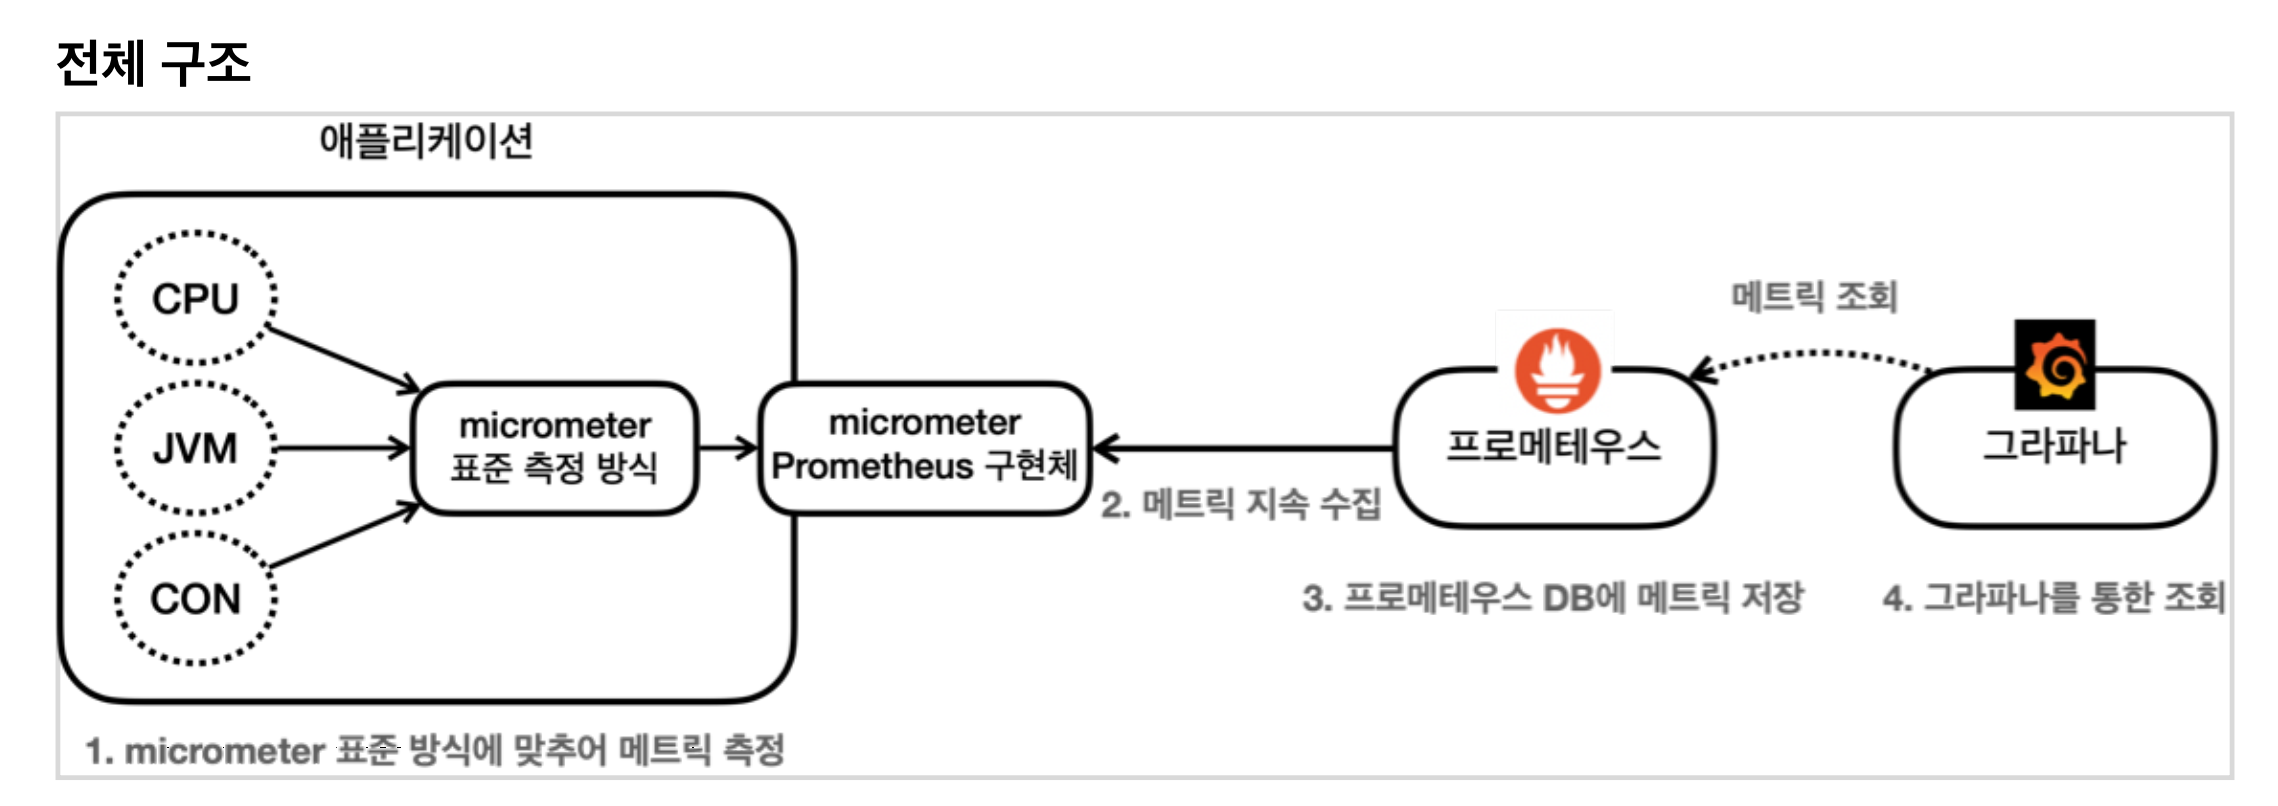 전체 구조
애플리케이션
CPU
JVM
CON
micrometer
표준 측정 방식
micrometer
Prometheus 구현체
2. 메트릭 지속 수집
프로메테우스
메트릭 조회
그라파나
3. 프로메테우스 DB에 메트릭 저장
4. 그라파나를 통한 조회
1. micrometer 표준 방식에 맞추어 메트릭 측정